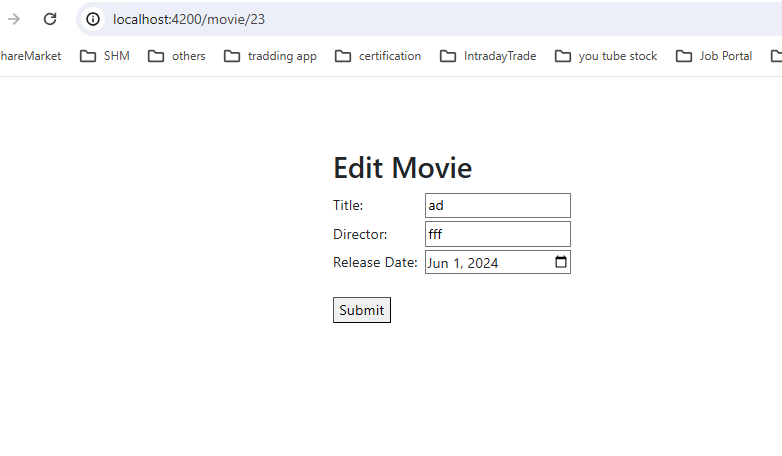 localhost:4200/movie/23
hareMarket SHM others tradding app certification IntradayTrade you tube stock Job Portal
Edit Movie
Title: ad
Director: fff
Release Date: Jun 1, 2024
Submit